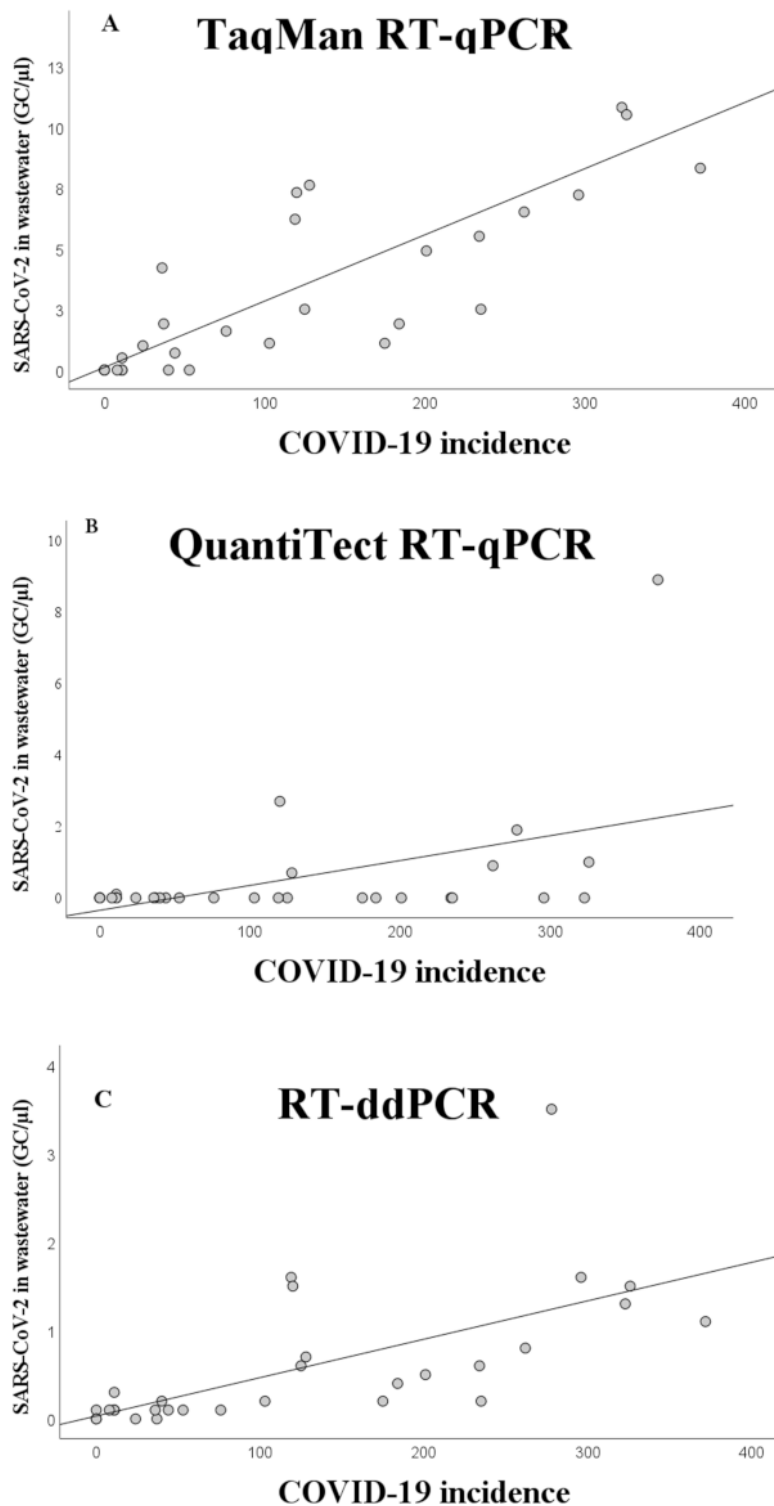 A
TaqMan RT-qPCR
SARS-CoV-2 in wastewater (GC/µl)
13
10
8
5
3
0
0 100 200 300 400
COVID-19 incidence
B
QuantiTect RT-qPCR
SARS-CoV-2 in wastewater (GC/µl)
10
8
6
4
2
0
0 100 200 300 400
COVID-19 incidence
C
RT-ddPCR
SARS-CoV-2 in wastewater (GC/µl)
4
3
2
1
0
0 100 200 300 400
COVID-19 incidence